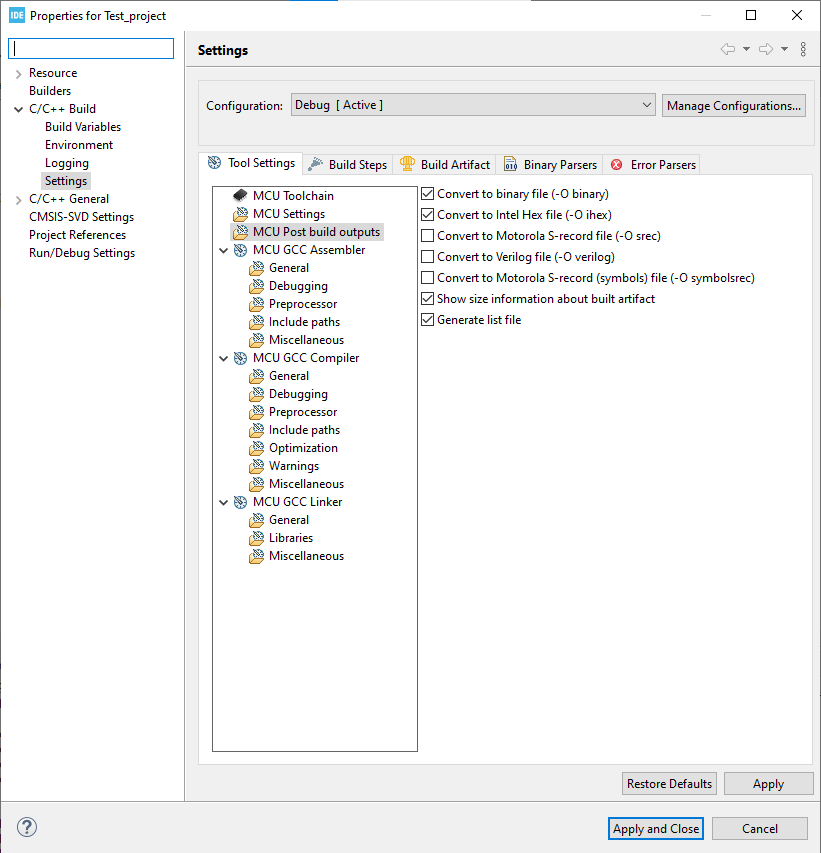 IDE Properties for Test_project
Settings
Resource
Builders
C/C++ Build
Build Variables
Environment
Logging
Settings
C/C++ General
CMSIS-SVD Settings
Project References
Run/Debug Settings
Configuration: Debug [ Active ] Manage Configurations...
Tool Settings Build Steps Build Artifact Binary Parsers Error Parsers
MCU Toolchain
MCU Settings
MCU Post build outputs
MCU GCC Assembler
General
Debugging
Preprocessor
Include paths
Miscellaneous
MCU GCC Compiler
General
Debugging
Preprocessor
Include paths
Optimization
Warnings
Miscellaneous
MCU GCC Linker
General
Libraries
Miscellaneous
Convert to binary file (-O binary)
Convert to Intel Hex file (-O ihex)
Convert to Motorola S-record file (-O srec)
Convert to Verilog file (-O verilog)
Convert to Motorola S-record (symbols) file (-O symbolsrec)
Show size information about built artifact
Generate list file
Restore Defaults Apply
? Apply and Close Cancel